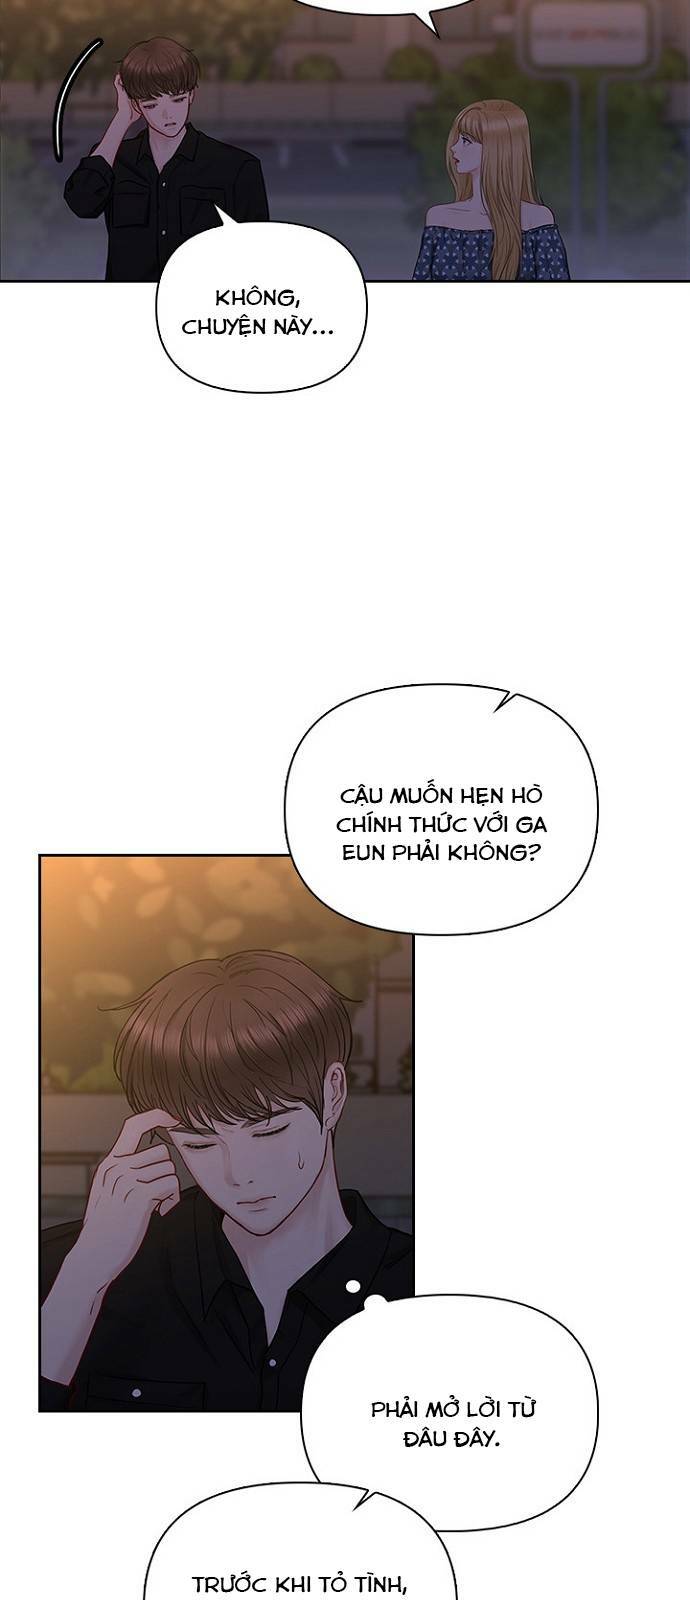 KHÔNG,
CHUYỆN NÀY...
CẬU MUỐN HẸN HÒ
CHÍNH THỨC VỚI GA
EUN PHẢI KHÔNG?
PHẢI MỞ LỜI TỪ
ĐÂU ĐÂY.
TRƯỚC KHI TỎ TÌNH,